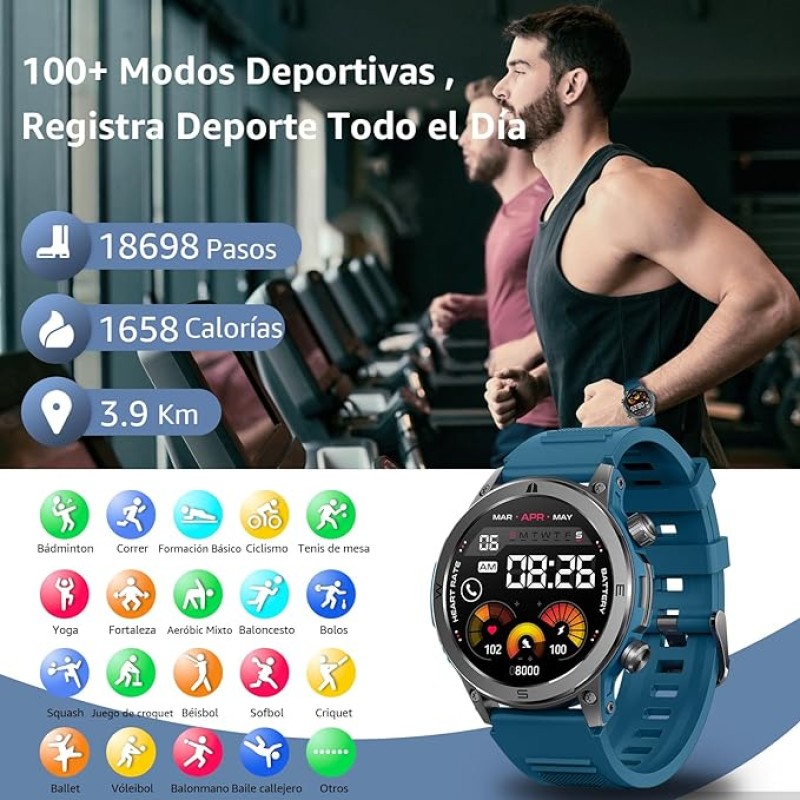 100+ Modos Deportivas ,
Registra Deporte Todo el Día
18698 Pasos
1658 Calorías
3.9 Km
Bádminton Correr Formación Básico Ciclismo Tenis de mesa
Yoga Fortaleza Aeróbic Mixto Baloncesto Bolos
Squash Juego de croquet Béisbol Sofbol Criquet
Ballet Vóleibol Balonmano Baile callejero Otros
MAR • APR • MAY
06 S M T W T F S
AM 08:26
HEART RATE
BATTERY
W
E
102
100
8000
S